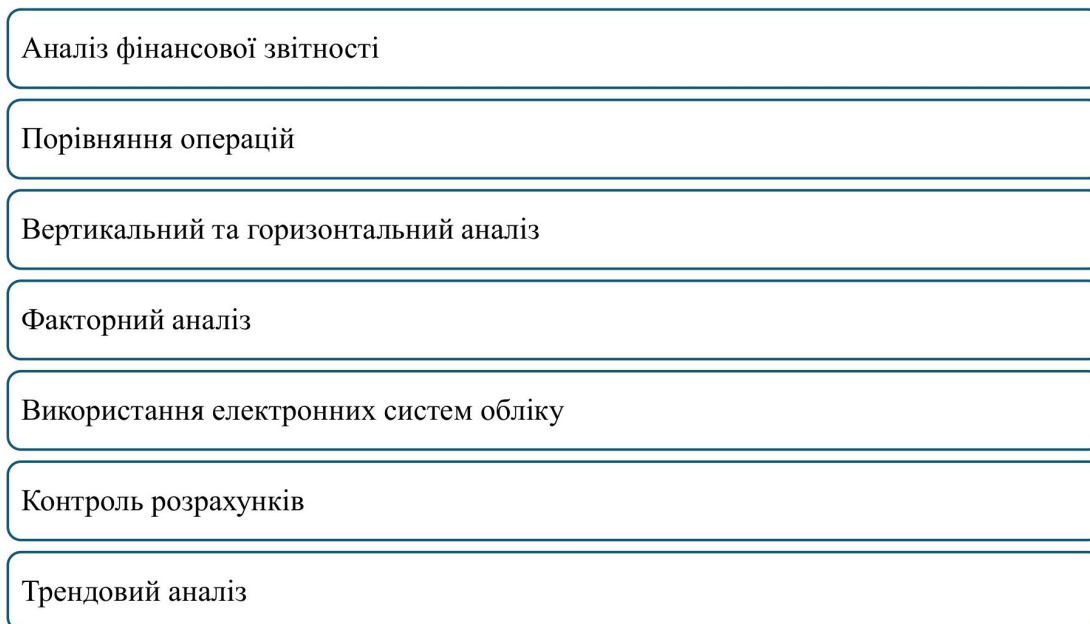 Аналіз фінансової звітності
Порівняння операцій
Вертикальний та горизонтальний аналіз
Факторний аналіз
Використання електронних систем обліку
Контроль розрахунків
Трендовий аналіз